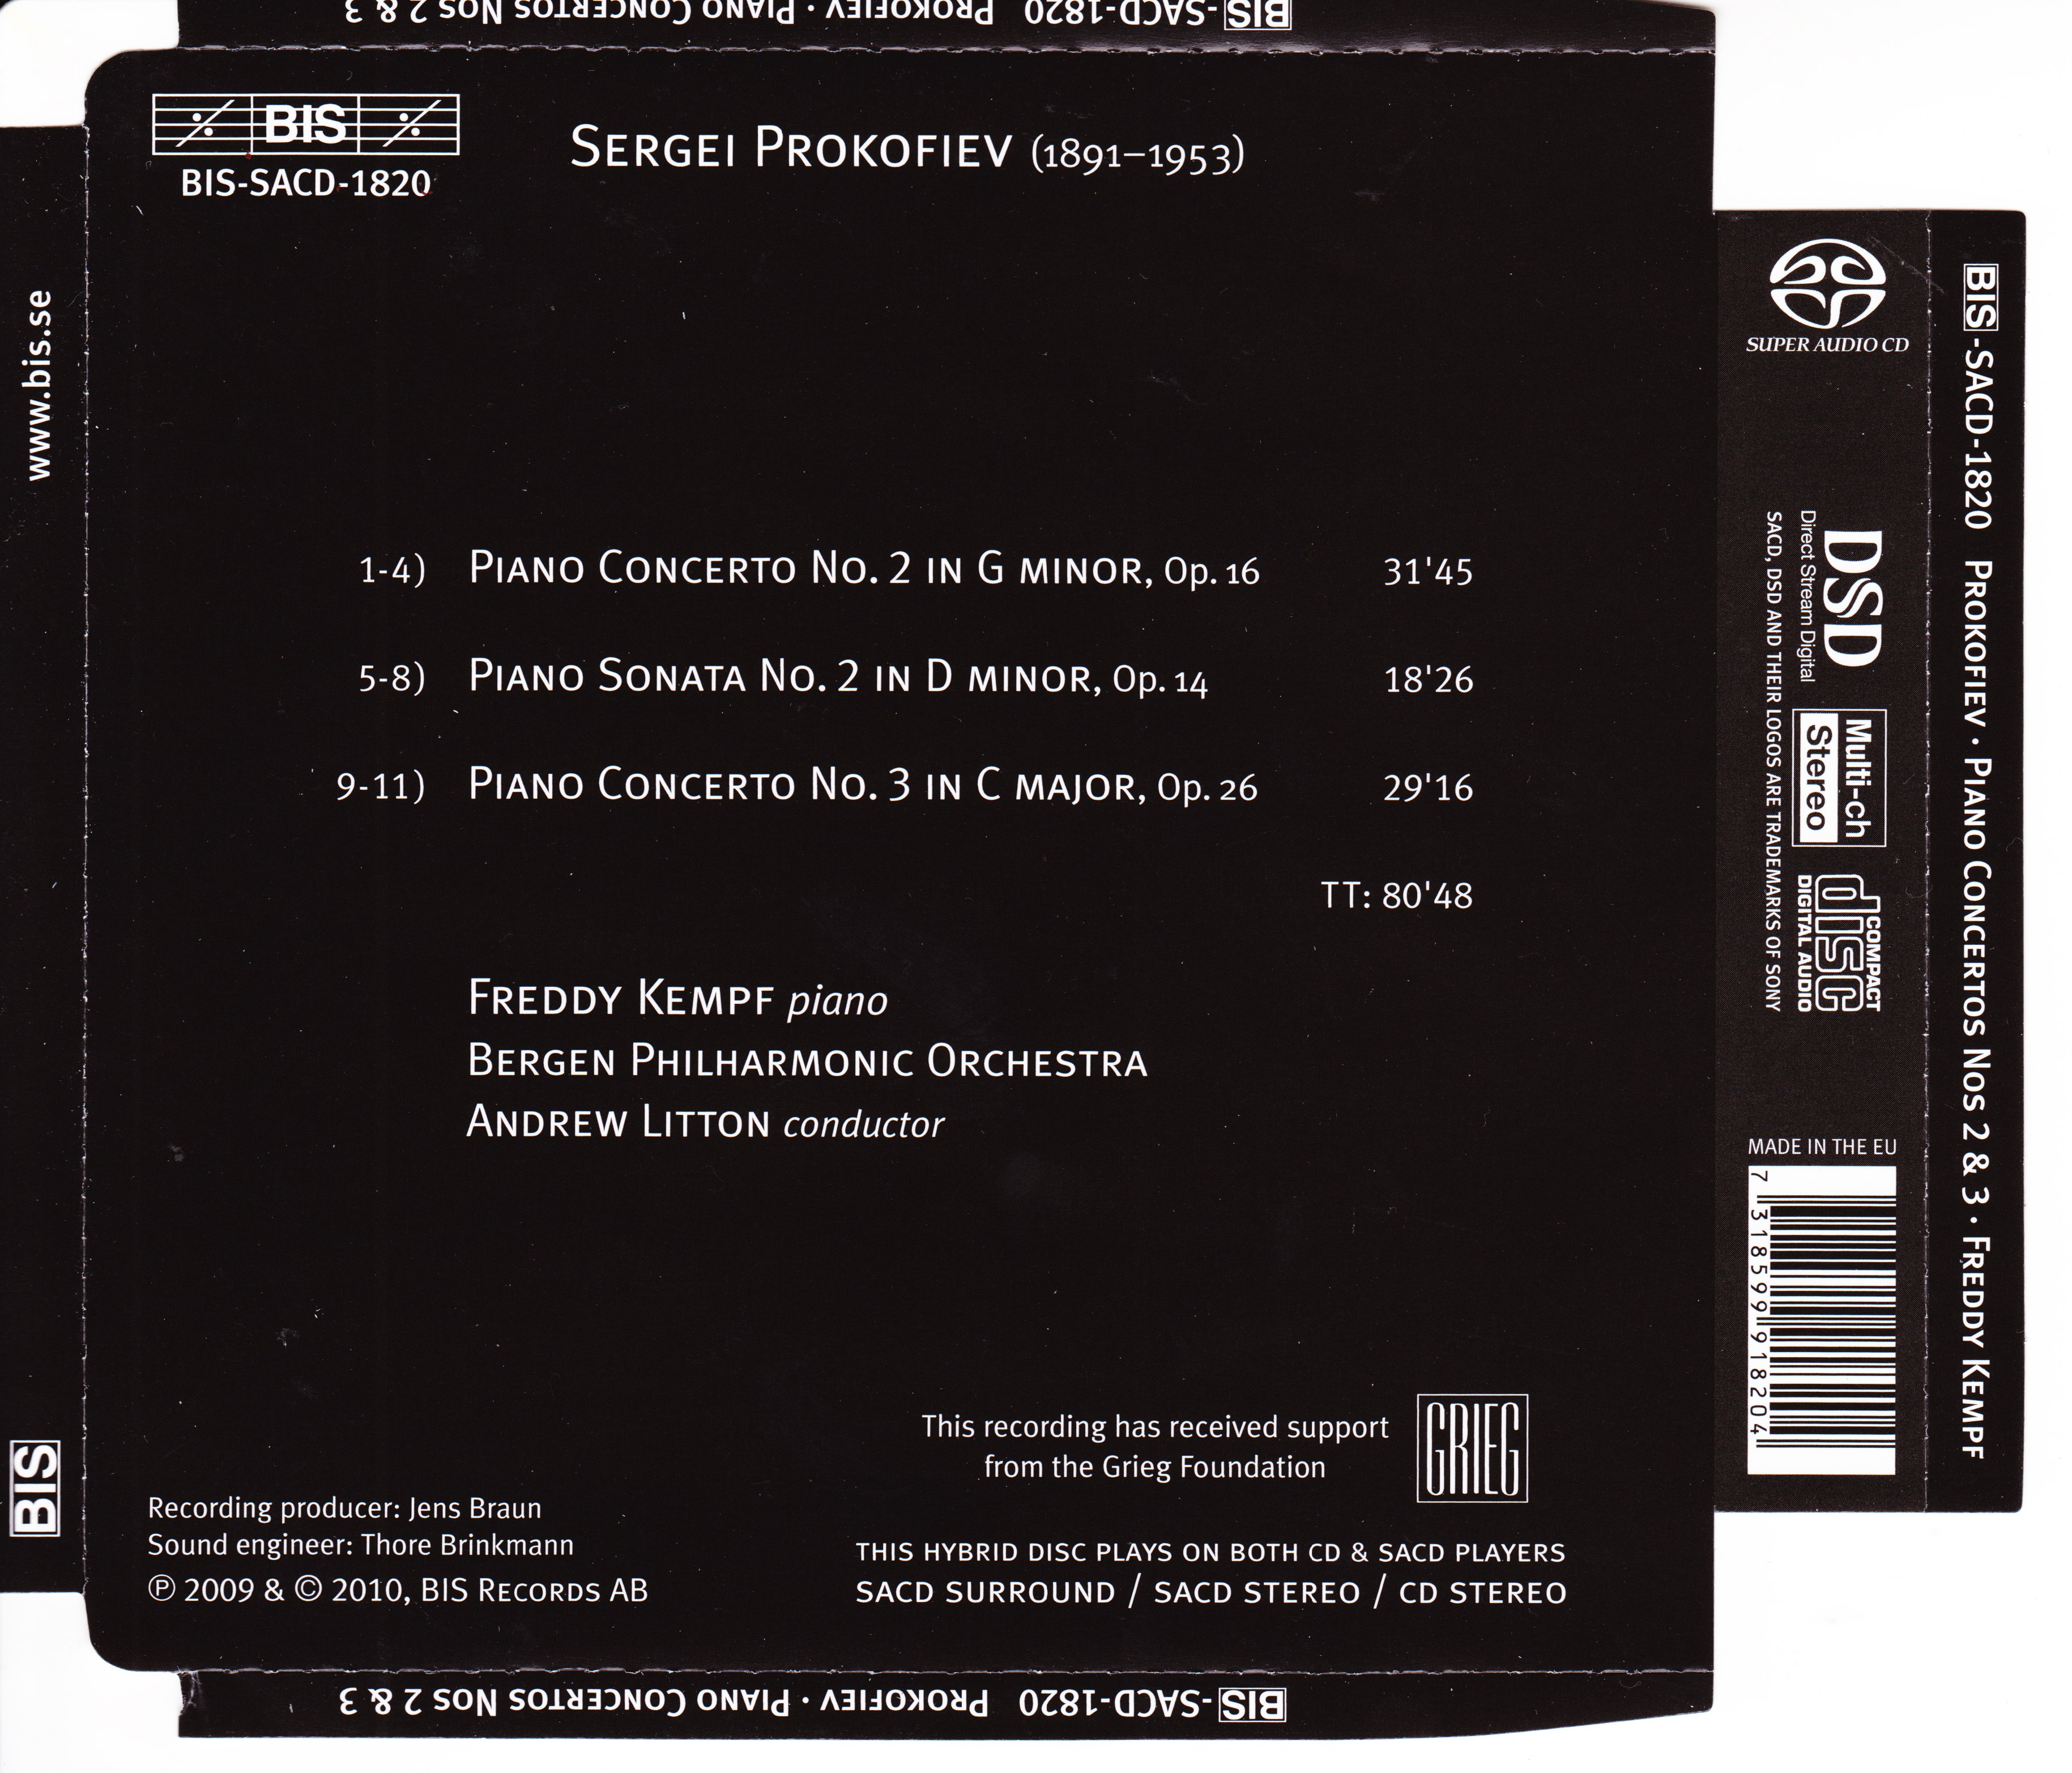 BIS-SACD-1820 PROKOFIEV · PIANO CONCERTOS NOS 2 & 3
BIS
BIS-SACD-1820
SERGEI PROKOFIEV (1891–1953)
1-4) PIANO CONCERTO NO. 2 IN G MINOR, Op. 16 31'45
5-8) PIANO SONATA NO. 2 IN D MINOR, Op. 14 18'26
9-11) PIANO CONCERTO NO. 3 IN C MAJOR, Op. 26 29'16
TT: 80'48
FREDDY KEMPF piano
BERGEN PHILHARMONIC ORCHESTRA
ANDREW LITTON conductor
This recording has received support
from the Grieg Foundation
GRIEG
Recording producer: Jens Braun
Sound engineer: Thore Brinkmann
℗ 2009 & © 2010, BIS RECORDS AB
THIS HYBRID DISC PLAYS ON BOTH CD & SACD PLAYERS
SACD SURROUND / SACD STEREO / CD STEREO
BIS-SACD-1820 PROKOFIEV · PIANO CONCERTOS NOS 2 & 3
www.bis.se
BIS
SUPER AUDIO CD
DSD
Direct Stream Digital
Multi-ch
Stereo
COMPACT
disc
DIGITAL AUDIO
SACD, DSD AND THEIR LOGOS ARE TRADEMARKS OF SONY
MADE IN THE EU
7 318599 918204
BIS-SACD-1820 PROKOFIEV · PIANO CONCERTOS NOS 2 & 3 · FREDDY KEMPF